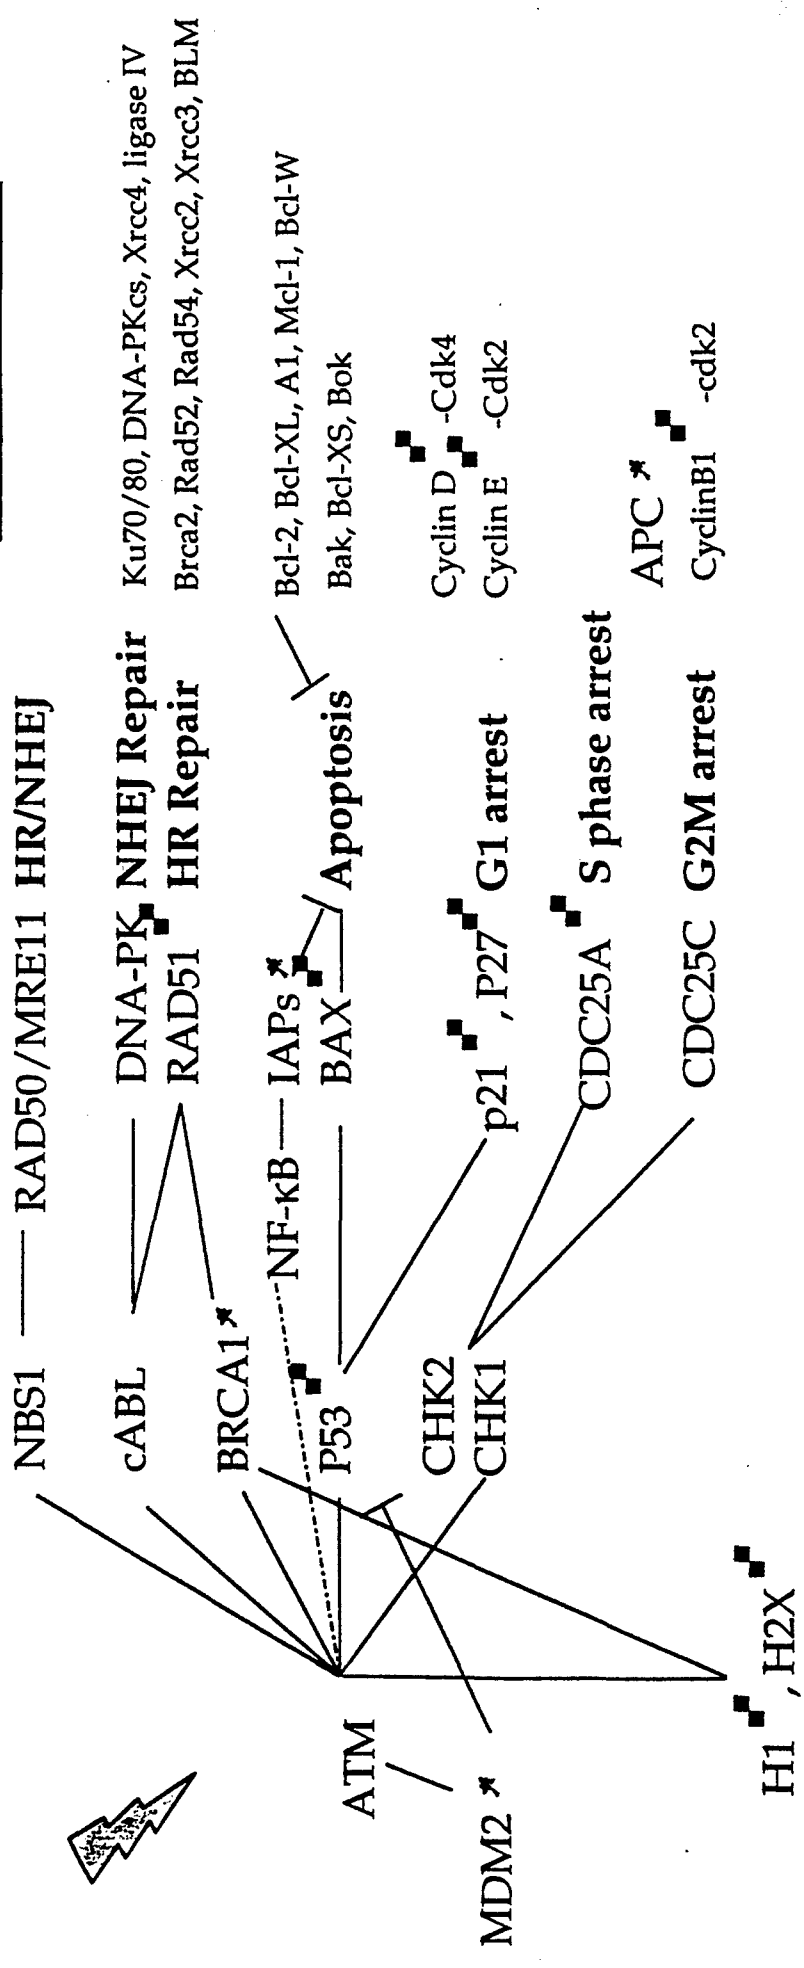 NBS1 RAD50/MRE11 HR/NHEJ
cABL DNA-PK NHEJ Repair Ku70/80, DNA-PKcs, Xrcc4, ligase IV
RAD51 HR Repair Brca2, Rad52, Rad54, Xrcc2, Xrcc3, BLM
BRCA1
NF-κB IAPs Bcl-2, Bcl-XL, A1, Mcl-1, Bcl-W
ATM P53 BAX Apoptosis Bak, Bcl-XS, Bok
CHK2 Cyclin D -Cdk4
MDM2 CHK1 p21 , P27 G1 arrest Cyclin E -Cdk2
CDC25A S phase arrest
APC
CDC25C G2M arrest CyclinB1 -cdk2
H1 , H2X